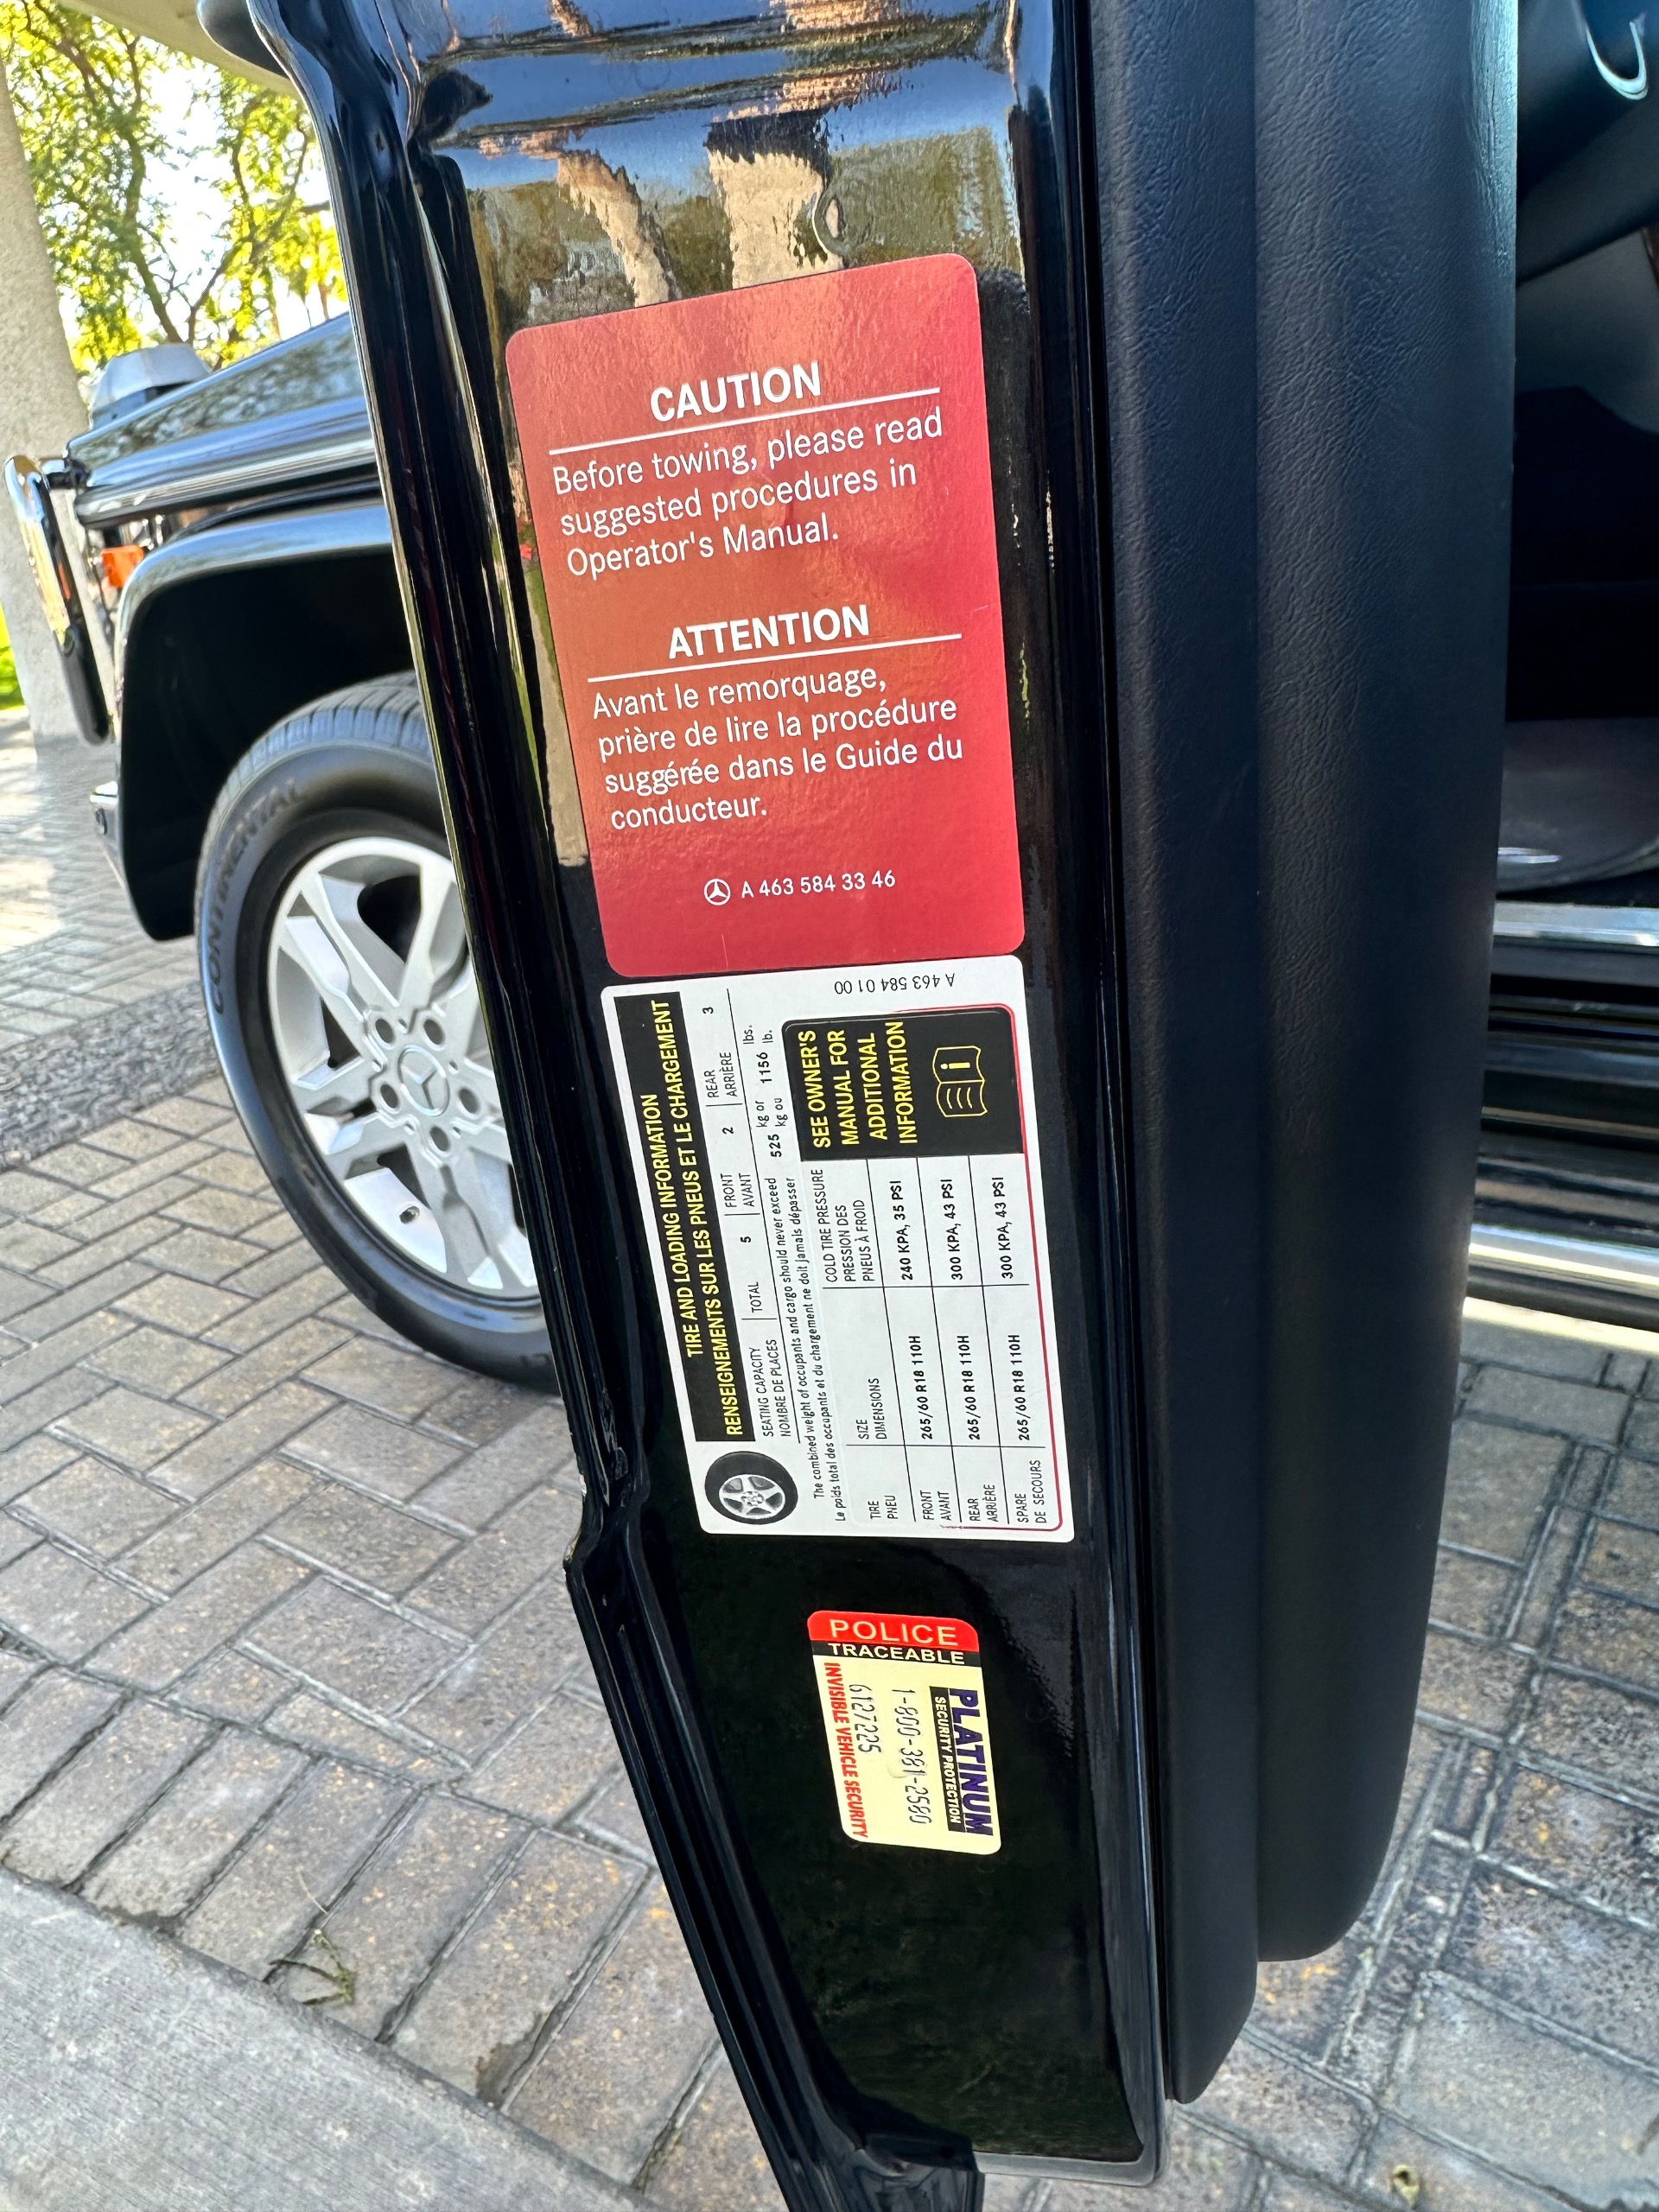 CAUTION
Before towing, please read
suggested procedures in
Operator's Manual.
ATTENTION
Avant le remorquage,
prière de lire la procédure
suggérée dans le Guide du
conducteur.
A 463 584 33 46
A 463 584 01 00
TIRE AND LOADING INFORMATION
RENSEIGNEMENTS SUR LES PNEUS ET LE CHARGEMENT
SEATING CAPACITY TOTAL 5 FRONT 2 REAR 3
NOMBRE DE PLACES AVANT ARRIÈRE
The combined weight of occupants and cargo should never exceed 525 kg or 1156 lbs.
Le poids total des occupants et du chargement ne doit jamais dépasser kg ou lb.
TIRE SIZE COLD TIRE PRESSURE
PNEU DIMENSIONS PRESSION DES
PNEUS À FROID
FRONT 265/60 R18 110H 240 KPA, 35 PSI
AVANT
REAR 265/60 R18 110H 300 KPA, 43 PSI
ARRIÈRE
SPARE 265/60 R18 110H 300 KPA, 43 PSI
DE SECOURS
SEE OWNER'S
MANUAL FOR
ADDITIONAL
INFORMATION
i
POLICE
TRACEABLE
PLATINUM
SECURITY PROTECTION
1-800-381-2580
6127225
INVISIBLE VEHICLE SECURITY
CONTINENTAL